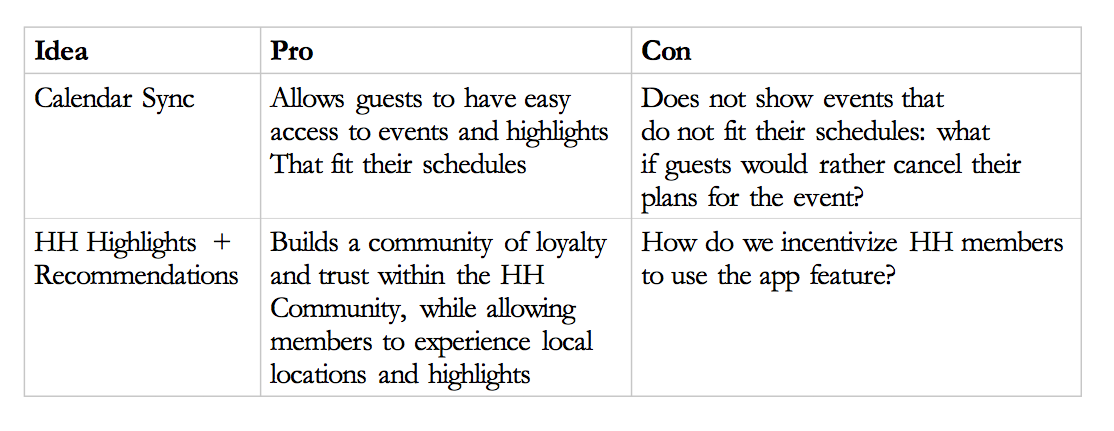 Idea Pro Con
Calendar Sync
Allows guests to have easy
access to events and highlights
That fit their schedules
Does not show events that
do not fit their schedules: what
if guests would rather cancel their
plans for the event?
HH Highlights +
Recommendations
Builds a community of loyalty
and trust within the HH
Community, while allowing
members to experience local
locations and highlights
How do we incentivize HH members
to use the app feature?